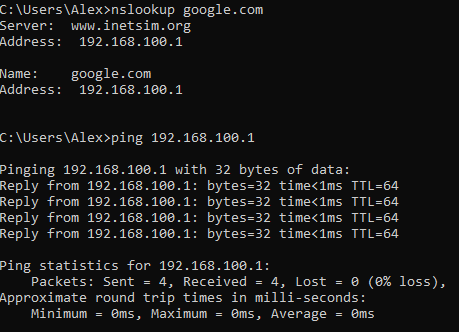 C:\Users\Alex>nslookup google.com
Server:  www.inetsim.org
Address:  192.168.100.1

Name:    google.com
Address:  192.168.100.1

C:\Users\Alex>ping 192.168.100.1

Pinging 192.168.100.1 with 32 bytes of data:
Reply from 192.168.100.1: bytes=32 time<1ms TTL=64
Reply from 192.168.100.1: bytes=32 time<1ms TTL=64
Reply from 192.168.100.1: bytes=32 time<1ms TTL=64
Reply from 192.168.100.1: bytes=32 time<1ms TTL=64

Ping statistics for 192.168.100.1:
    Packets: Sent = 4, Received = 4, Lost = 0 (0% loss),
Approximate round trip times in milli-seconds:
    Minimum = 0ms, Maximum = 0ms, Average = 0ms